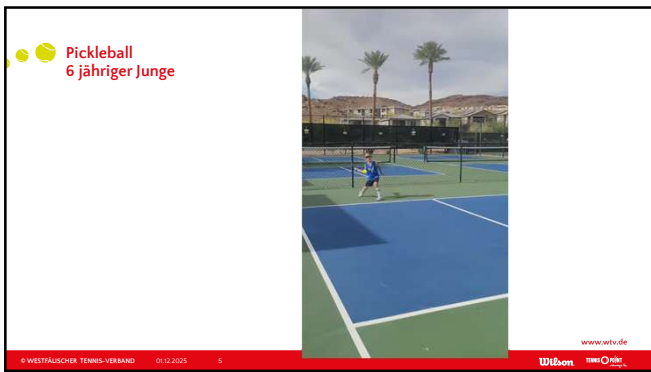 Pickleball
6 jähriger Junge
www.wtv.de
© WESTFÄLISCHER TENNIS-VERBAND 01.12.2025 5
Wilson TENNIS POINT